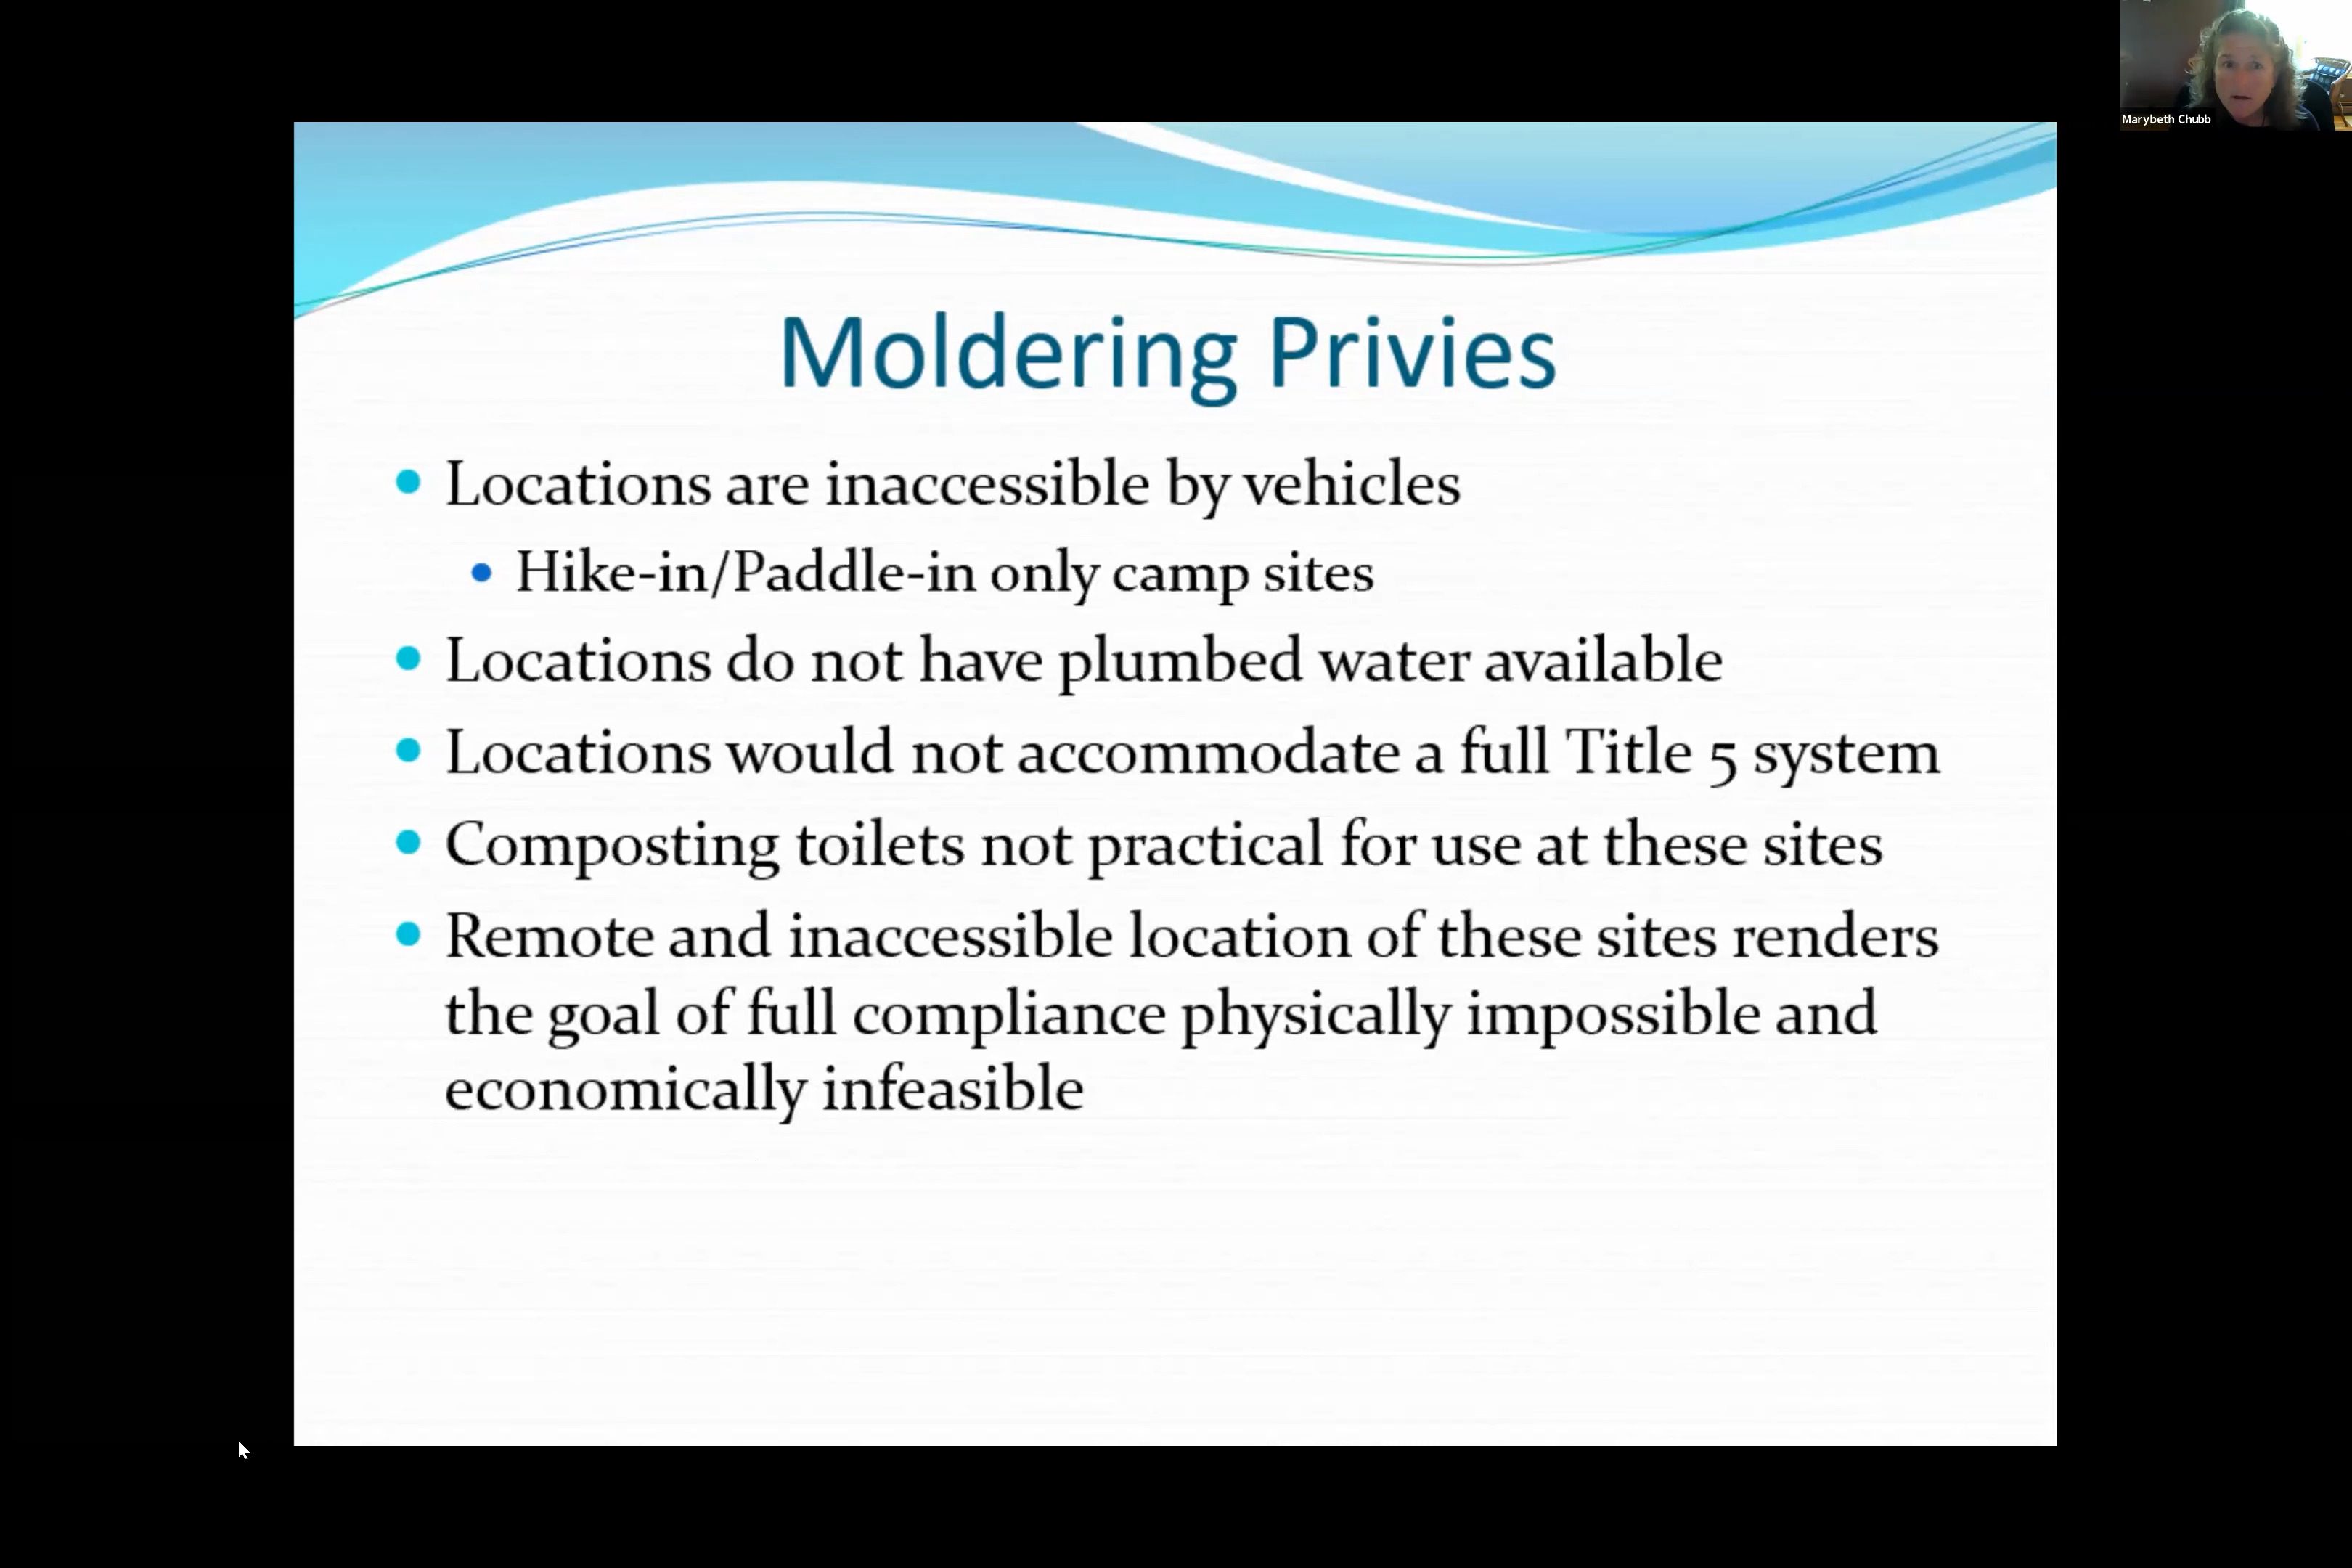 Marybeth Chubb
Moldering Privies
Locations are inaccessible by vehicles
Hike-in/Paddle-in only camp sites
Locations do not have plumbed water available
Locations would not accommodate a full Title 5 system
Composting toilets not practical for use at these sites
Remote and inaccessible location of these sites renders
the goal of full compliance physically impossible and
economically infeasible